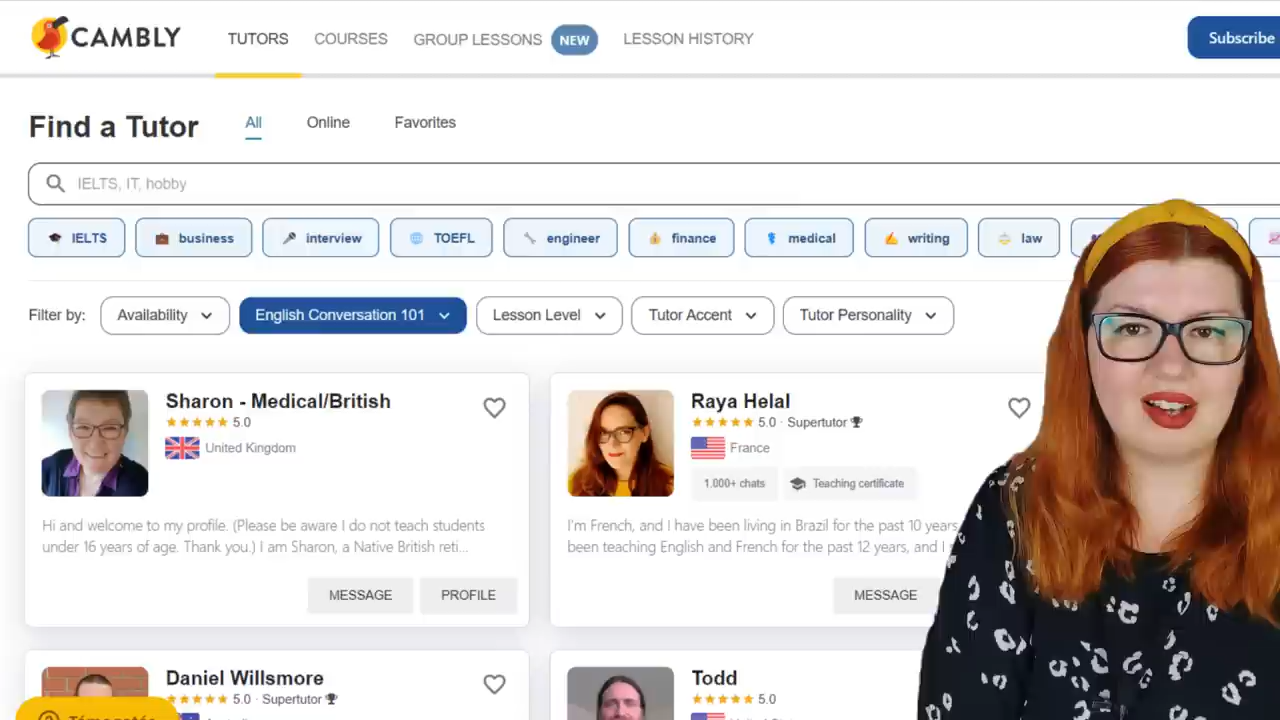 CAMBLY
TUTORS COURSES GROUP LESSONS NEW LESSON HISTORY
Subscribe
Find a Tutor All Online Favorites
IELTS, IT, hobby
IELTS business interview TOEFL engineer finance medical writing law
Filter by: Availability English Conversation 101 Lesson Level Tutor Accent Tutor Personality
Sharon - Medical/British
5.0
United Kingdom
Hi and welcome to my profile. (Please be aware I do not teach students
under 16 years of age. Thank you.) I am Sharon, a Native British reti...
MESSAGE PROFILE
Raya Helal
5.0 · Supertutor
France
1.000+ chats Teaching certificate
I'm French, and I have been living in Brazil for the past 10 years
been teaching English and French for the past 12 years, and I
MESSAGE
Daniel Willsmore
5.0 · Supertutor
Todd
5.0